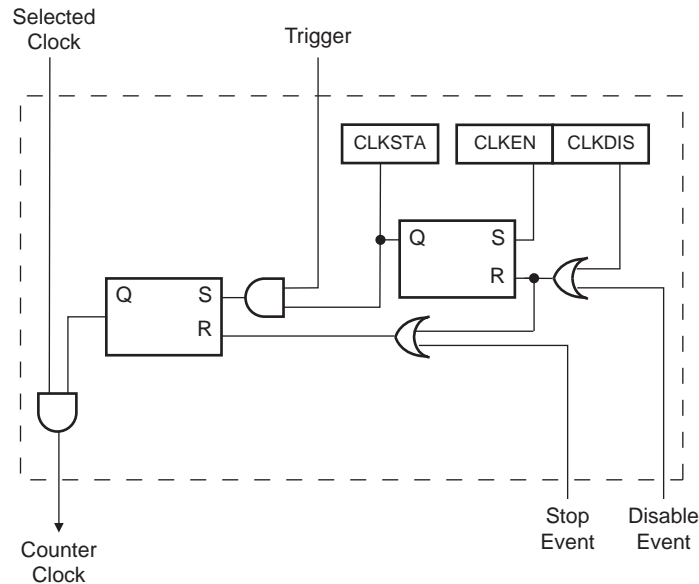 Selected
Clock
Trigger
CLKSTA
CLKEN
CLKDIS
Q
S
R
Q
S
R
Stop
Event
Disable
Event
Counter
Clock